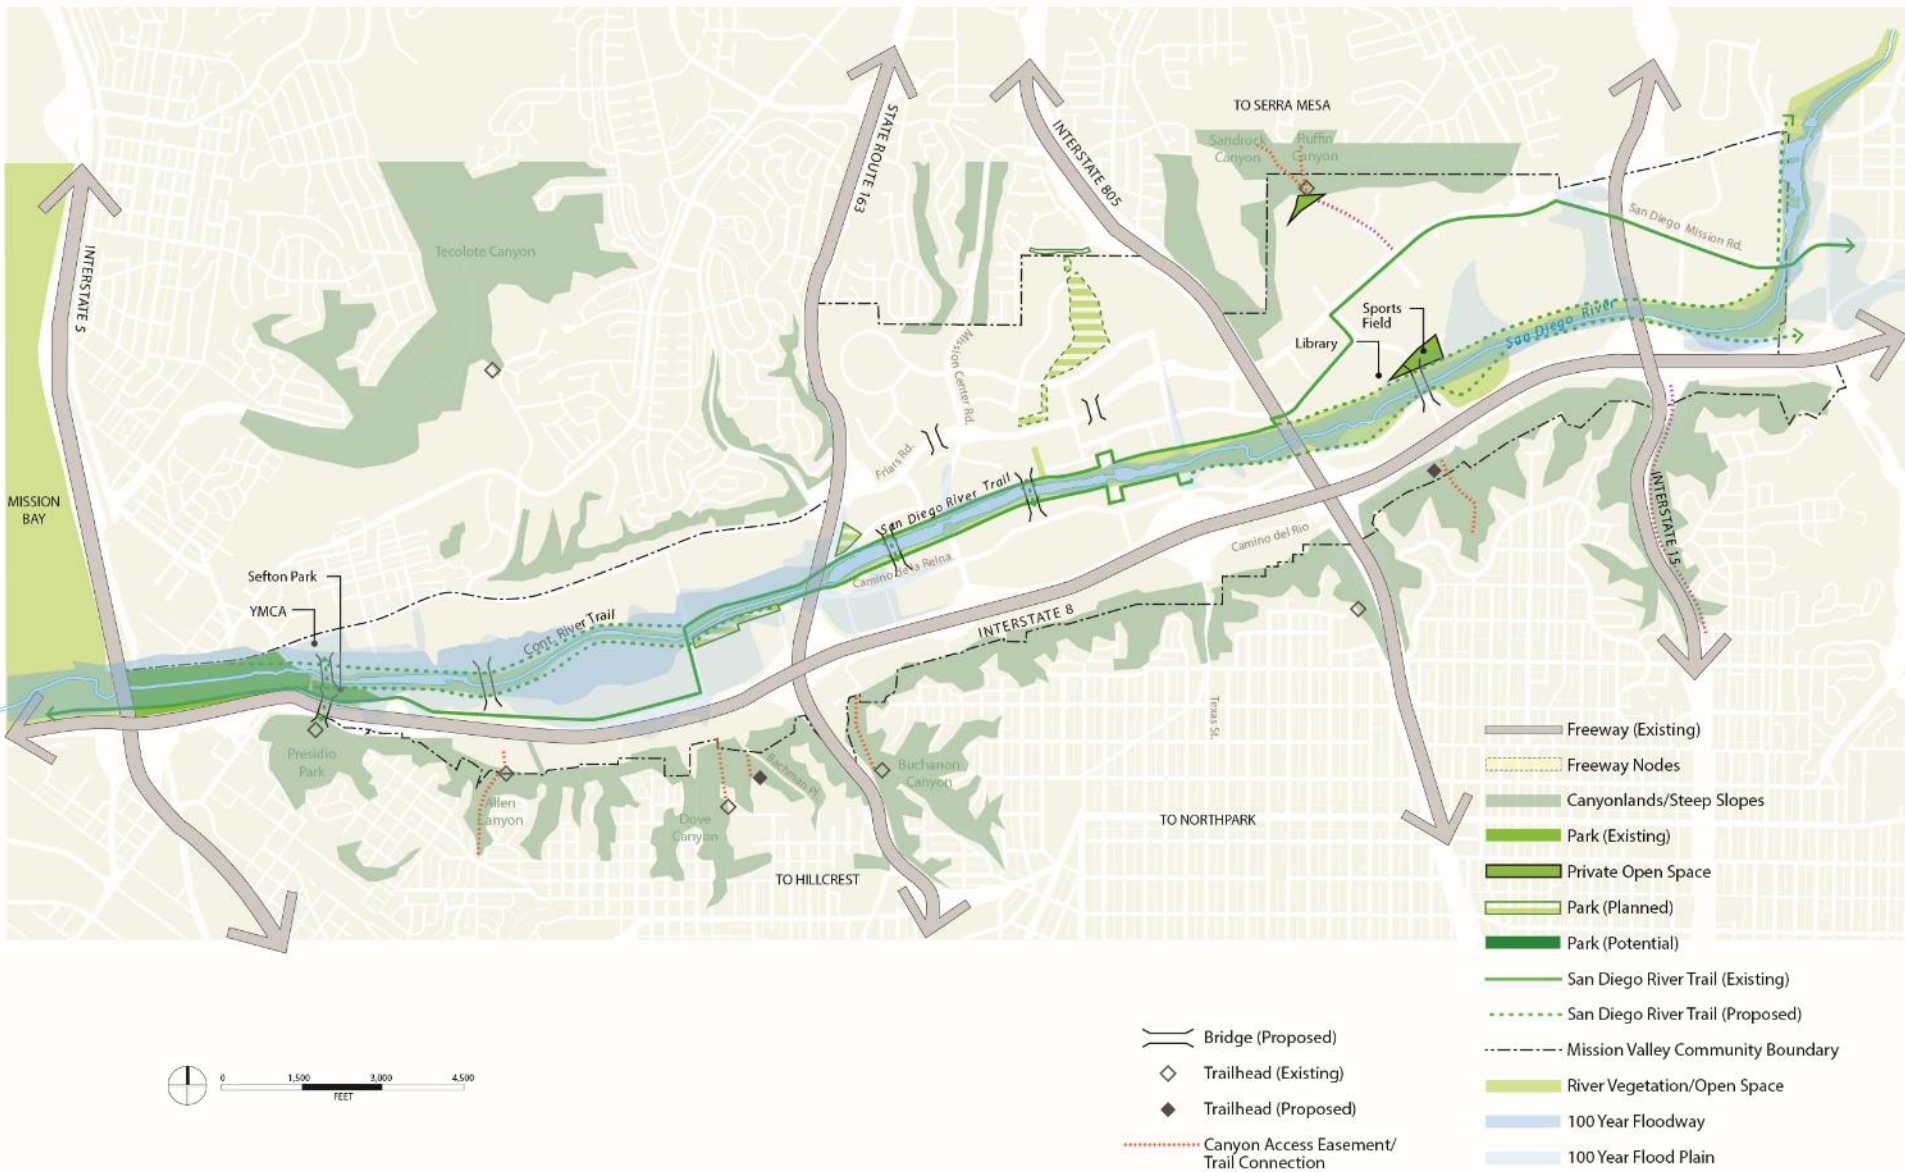 TO SERRA MESA
Sandrock
Canyon
Ruffin
Canyon
STATE ROUTE 163
INTERSTATE 805
INTERSTATE 5
Tecolote Canyon
San Diego Mission Rd.
Sports
Field
Library
San Diego River
Mission Center Rd.
Friars Rd.
MISSION
BAY
San Diego River Trail
Camino de la Reina
Camino del Rio
INTERSTATE 15
Sefton Park
YMCA
Cont. River Trail
INTERSTATE 8
Texas St.
Presidio
Park
Allen
Canyon
Dove
Canyon
Bachman Pl.
Buchanon
Canyon
TO NORTHPARK
TO HILLCREST
Freeway (Existing)
Freeway Nodes
Canyonlands/Steep Slopes
Park (Existing)
Private Open Space
Park (Planned)
Park (Potential)
San Diego River Trail (Existing)
San Diego River Trail (Proposed)
Mission Valley Community Boundary
River Vegetation/Open Space
100 Year Floodway
100 Year Flood Plain
Bridge (Proposed)
Trailhead (Existing)
Trailhead (Proposed)
Canyon Access Easement/
Trail Connection
0 1,500 3,000 4,500
FEET